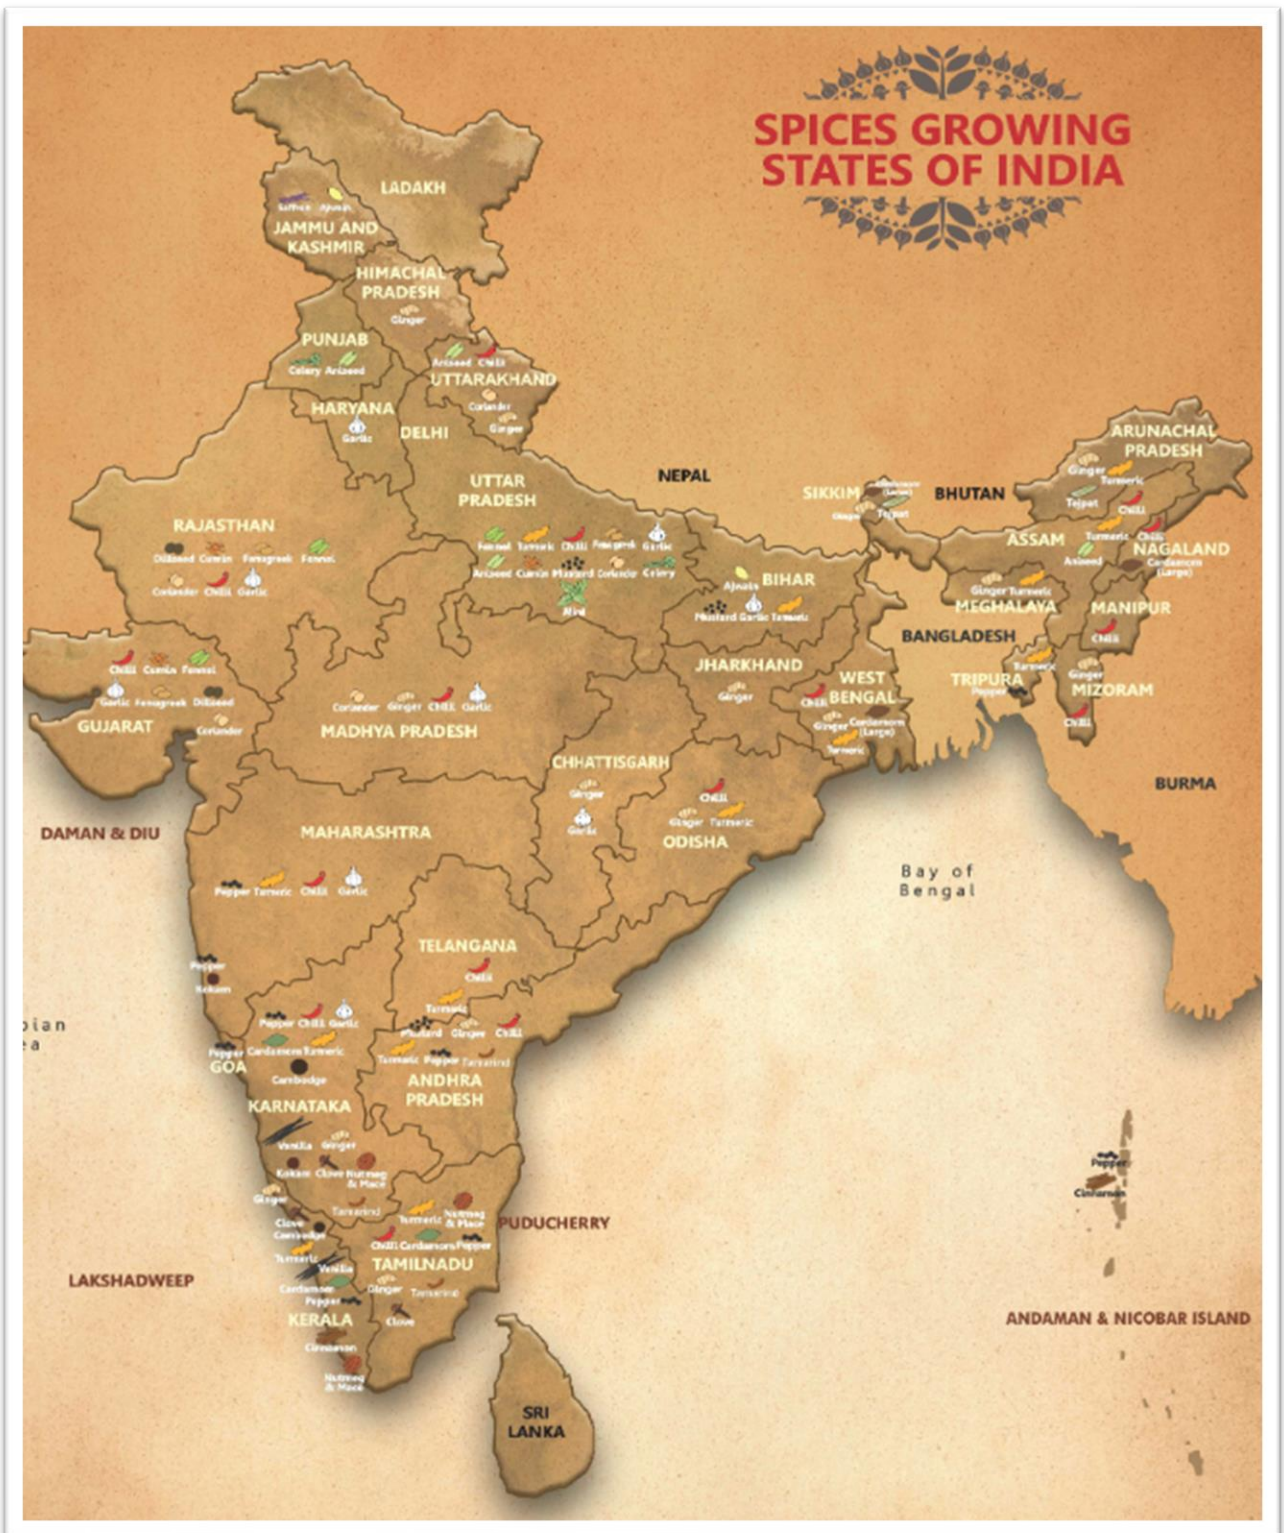 SPICES GROWING
STATES OF INDIA
LADAKH
Saffron Ajwain
JAMMU AND
KASHMIR
HIMACHAL
PRADESH
Ginger
PUNJAB
Celery Aniseed
Aniseed Chilli
UTTARAKHAND
Coriander
Ginger
HARYANA
Garlic
DELHI
UTTAR
PRADESH
Fennel Turmeric Chilli Fenugreek Garlic
Aniseed Cumin Mustard Coriander Celery
Mint
NEPAL
SIKKIM
(Large)
Ginger Tejpat
BHUTAN
ARUNACHAL
PRADESH
Ginger
Turmeric
Tejpat
Chilli
ASSAM
Turmeric
Aniseed
Chilli
NAGALAND
Cardamom
(Large)
RAJASTHAN
Dillseed Cumin Fenugreek Fennel
Coriander Chilli Garlic
Ajwain BIHAR
Mustard Garlic Turmeric
Ginger Turmeric
MEGHALAYA
MANIPUR
Chilli
BANGLADESH
Turmeric
TRIPURA
Pepper
Ginger
MIZORAM
Chilli
JHARKHAND
Ginger
WEST
BENGAL
Chilli
Ginger Cardamom
(Large)
Turmeric
Chilli Cumin Fennel
Garlic Fenugreek Dillseed
GUJARAT
Coriander
Coriander Ginger Chilli Garlic
MADHYA PRADESH
CHHATTISGARH
Ginger
Garlic
Chilli
Ginger Turmeric
ODISHA
BURMA
DAMAN & DIU
MAHARASHTRA
Pepper Turmeric Chilli Garlic
Bay of
Bengal
Pepper
Kokam
TELANGANA
Chilli
Turmeric
Pepper Chilli Garlic
Cardamom Turmeric
Cambodge
Pepper
GOA
KARNATAKA
Vanilla Ginger
Kokam Clove Nutmeg
& Mace
Tamarind
Mustard Ginger Chilli
Turmeric Pepper Tamarind
ANDHRA
PRADESH
Ginger
Clove
Cambodge
Turmeric
Vanilla
Cardamom
Pepper
KERALA
Cinnamon
Nutmeg
& Mace
Turmeric Nutmeg
& Mace
Chilli Cardamom Pepper
TAMILNADU
Ginger Tamarind
Clove
PUDUCHERRY
LAKSHADWEEP
Pepper
Cinnamon
ANDAMAN & NICOBAR ISLAND
SRI
LANKA